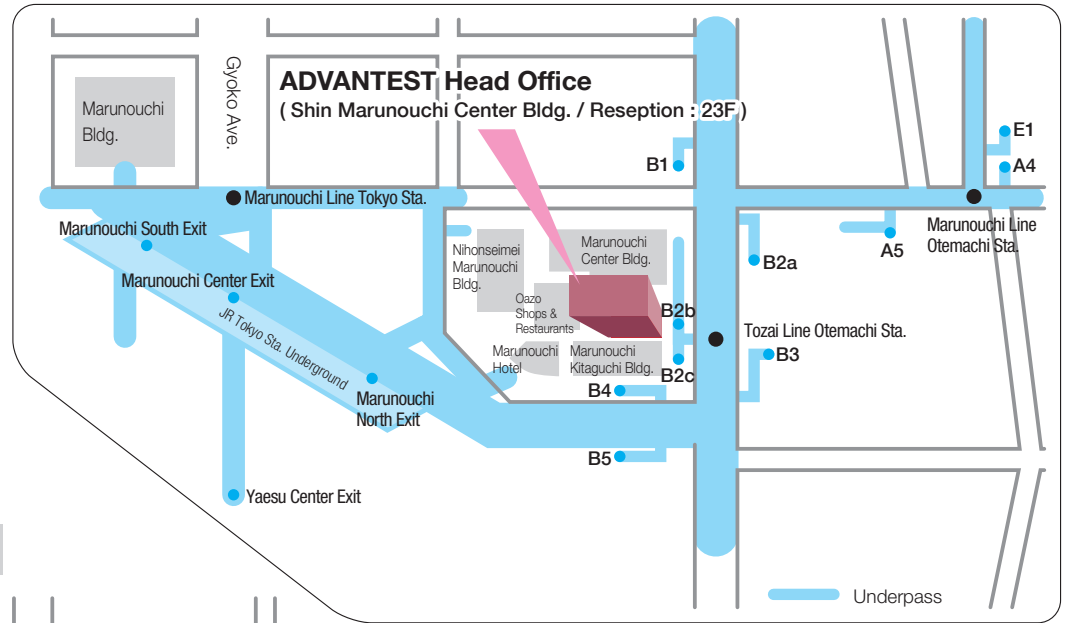 ADVANTEST Head Office
( Shin Marunouchi Center Bldg. / Reseption : 23F )
Gyoko Ave.
Marunouchi
Bldg.
B1
E1
A4
Marunouchi Line Tokyo Sta.
Marunouchi South Exit
Marunouchi Line
Otemachi Sta.
A5
Nihonseimei
Marunouchi
Bldg.
Marunouchi
Center Bldg.
B2a
Marunouchi Center Exit
Oazo
Shops &
Restaurants
B2b
JR Tokyo Sta. Underground
Tozai Line Otemachi Sta.
Marunouchi
Hotel
Marunouchi
Kitaguchi Bldg.
B2c
B3
B4
Marunouchi
North Exit
B5
Yaesu Center Exit
Underpass